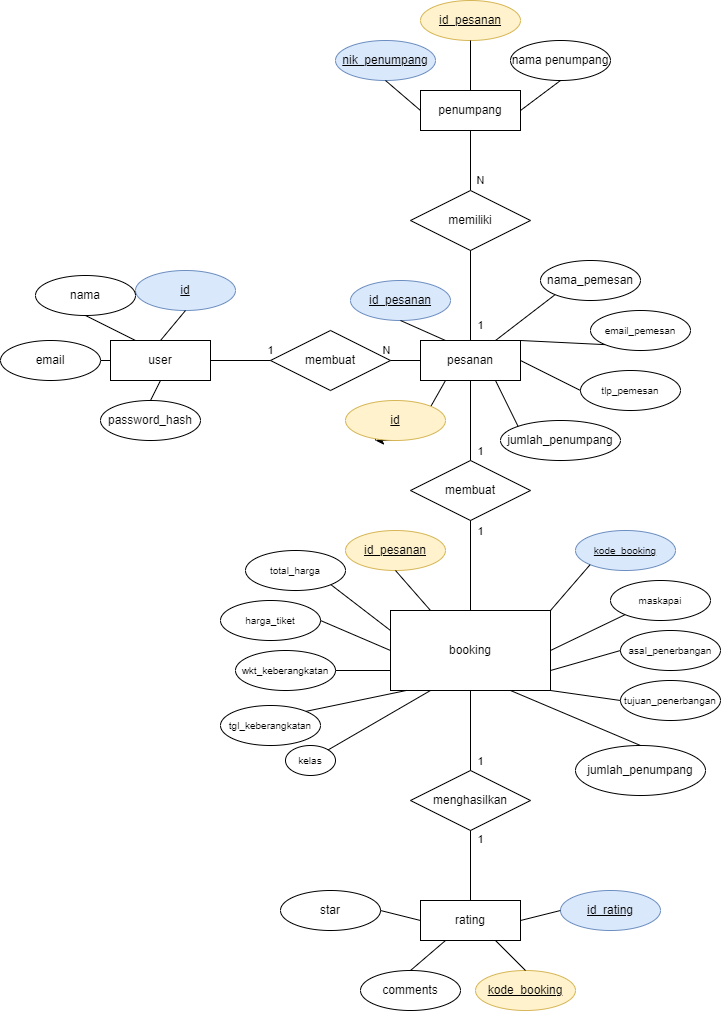 id_pesanan
nik_penumpang
nama penumpang
penumpang
N
memiliki
1
nama
id
email
user
password_hash
1
membuat
N
id_pesanan
pesanan
id
nama_pemesan
email_pemesan
tlp_pemesan
jumlah_penumpang
1
membuat
1
id_pesanan
kode_booking
total_harga
harga_tiket
wkt_keberangkatan
tgl_keberangkatan
kelas
booking
maskapai
asal_penerbangan
tujuan_penerbangan
jumlah_penumpang
1
menghasilkan
1
star
rating
id_rating
comments
kode_booking